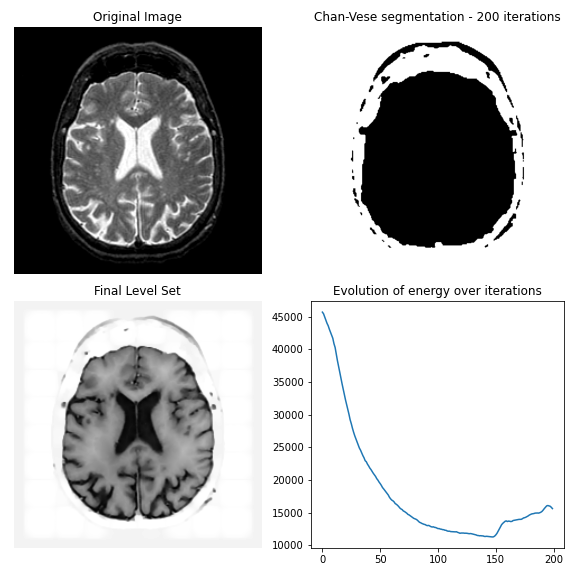 Original Image
Chan-Vese segmentation - 200 iterations
Final Level Set
Evolution of energy over iterations
45000
40000
35000
30000
25000
20000
15000
10000
0 50 100 150 200